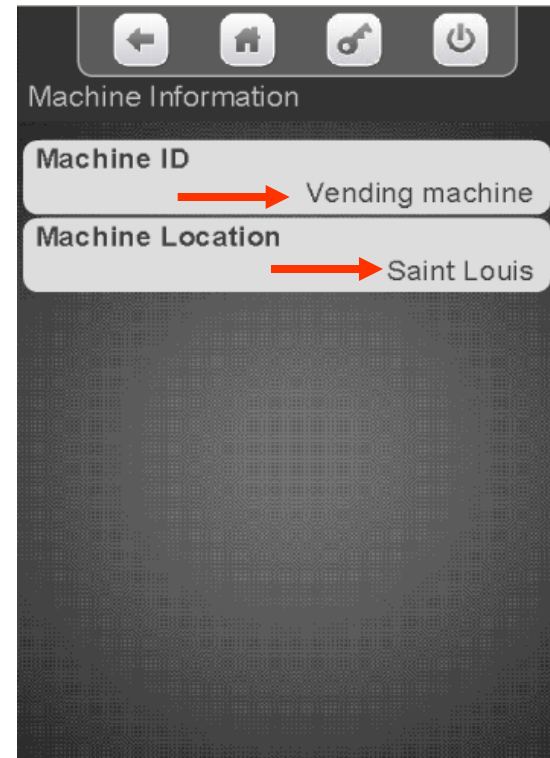 Machine Information
Machine ID
Vending machine
Machine Location
Saint Louis